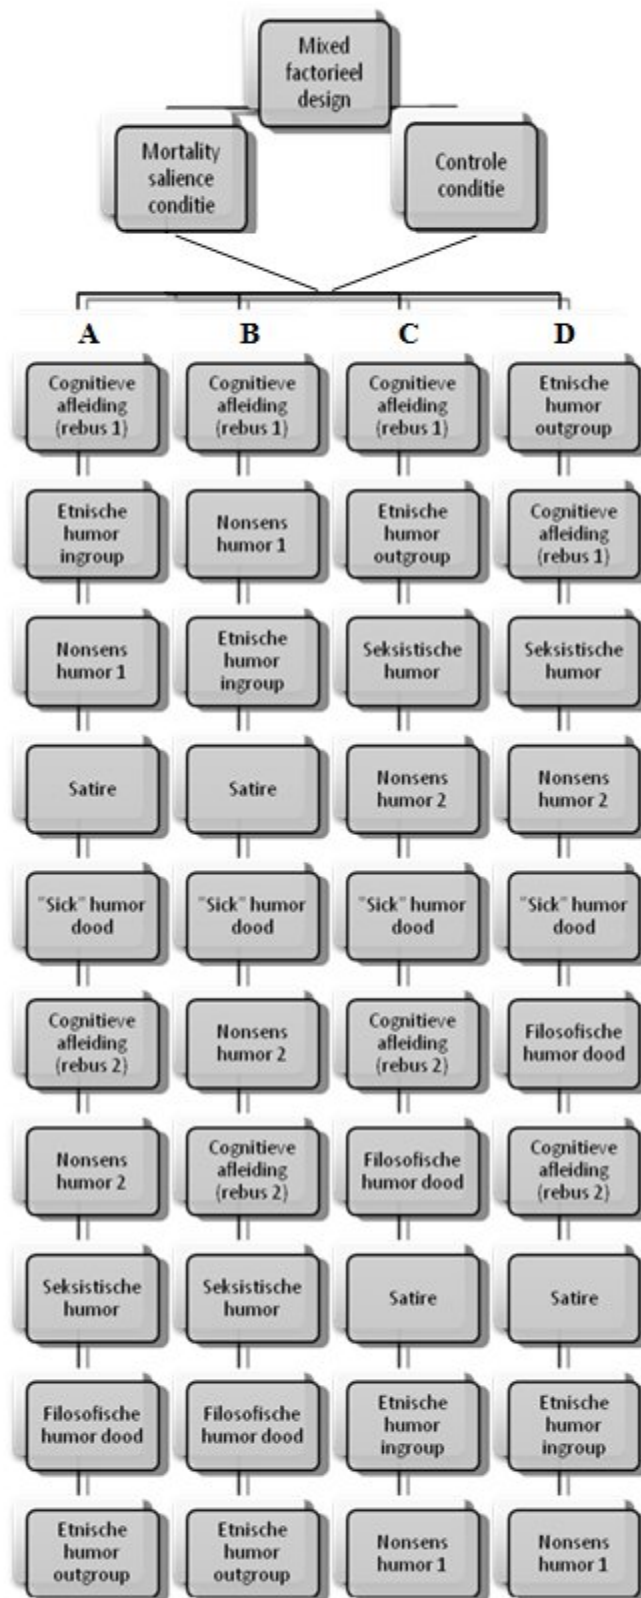 Mixed
factorieel
design
Mortality
salience
conditie
Controle
conditie
A
B
C
D
Cognitieve
afleiding
(rebus 1)
Cognitieve
afleiding
(rebus 1)
Cognitieve
afleiding
(rebus 1)
Etnische
humor
outgroup
Etnische
humor
ingroup
Nonsens
humor 1
Etnische
humor
outgroup
Cognitieve
afleiding
(rebus 1)
Nonsens
humor 1
Etnische
humor
ingroup
Seksistische
humor
Seksistische
humor
Satire
Satire
Nonsens
humor 2
Nonsens
humor 2
"Sick" humor
dood
"Sick" humor
dood
"Sick" humor
dood
"Sick" humor
dood
Cognitieve
afleiding
(rebus 2)
Nonsens
humor 2
Cognitieve
afleiding
(rebus 2)
Filosofische
humor dood
Nonsens
humor 2
Cognitieve
afleiding
(rebus 2)
Filosofische
humor dood
Cognitieve
afleiding
(rebus 2)
Seksistische
humor
Seksistische
humor
Satire
Satire
Filosofische
humor dood
Filosofische
humor dood
Etnische
humor
ingroup
Etnische
humor
ingroup
Etnische
humor
outgroup
Etnische
humor
outgroup
Nonsens
humor 1
Nonsens
humor 1